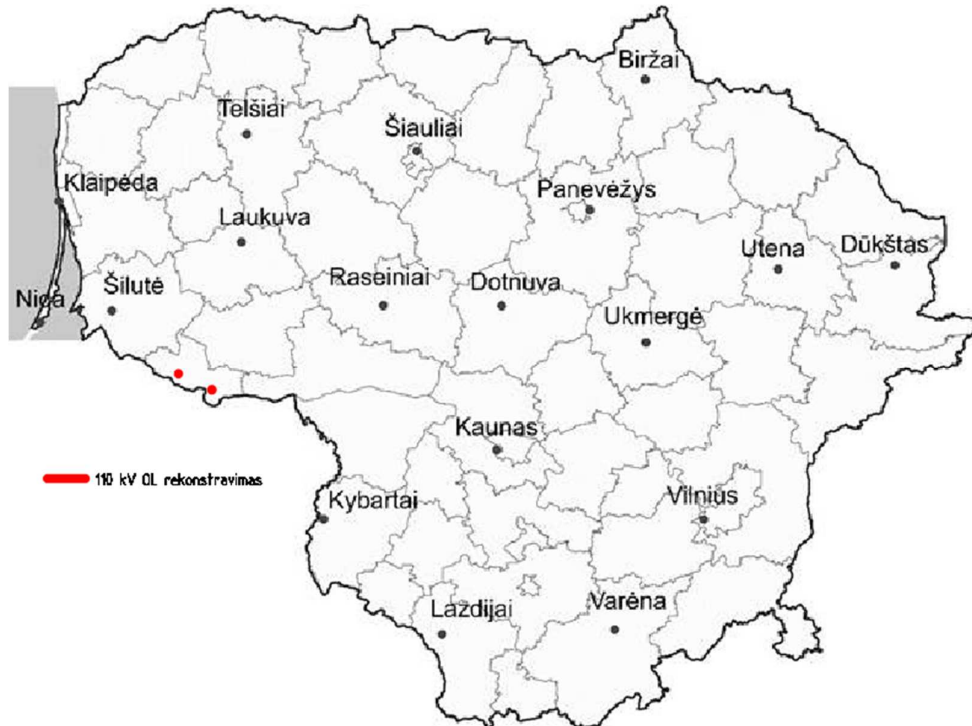 Biržai
Telšiai
Šiauliai
Klaipėda
Panevėžys
Laukuva
Utena
Dūkštas
Raseiniai
Dotnuva
Šilutė
Nida
Ukmergė
Kaunas
110 kV OL rekonstravimas
Kybartai
Vilnius
Lazdijai
Varėna